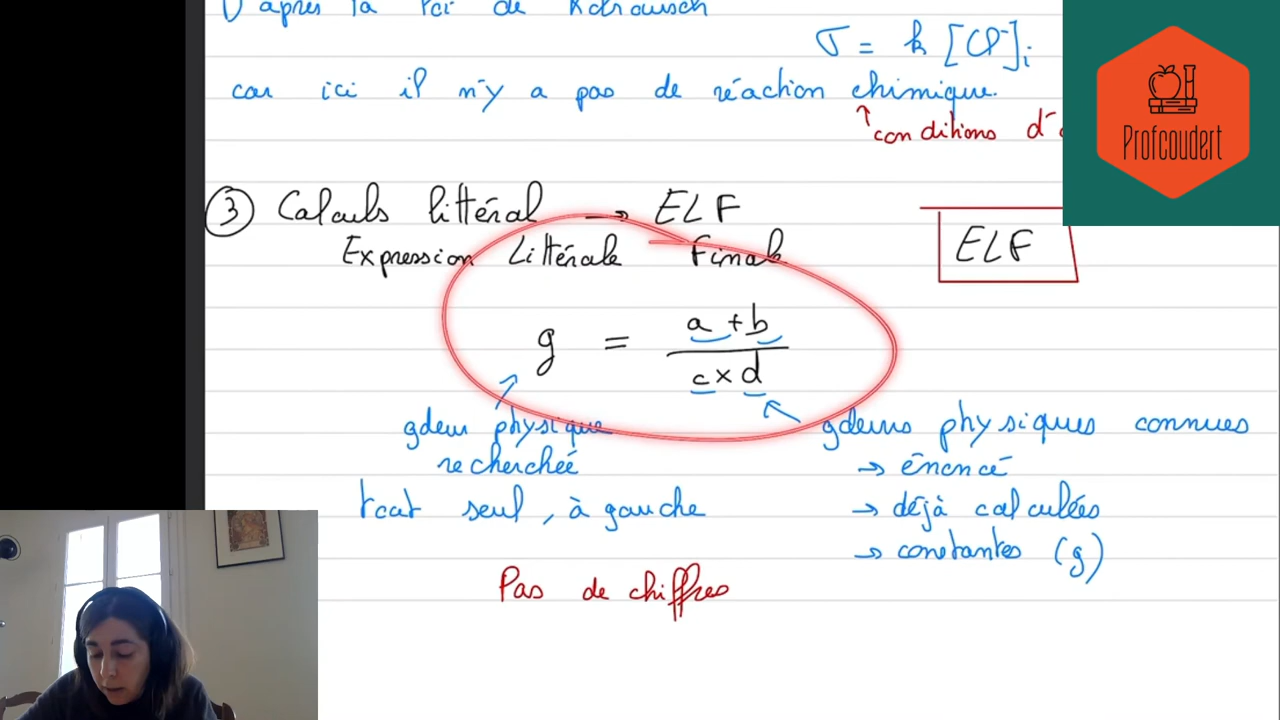 D'après la loi de Kohrausch
σ = k [Cl⁻]i
car ici il n'y a pas de réaction chimique.
↑ conditions d'
Profcoudert
③ Calculs littéral → ELF
Expression Littérale Finale
ELF
g = (a + b) / (c × d)
gdeur physique
recherchée
tout seul, à gauche
gdeurs physiques connues
→ énoncé
→ déjà calculées
→ constantes (g)
Pas de chiffres